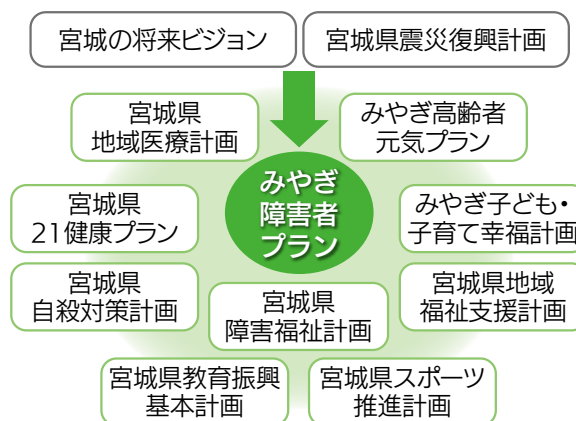 宮城の将来ビジョン
宮城県震災復興計画
宮城県
地域医療計画
みやぎ高齢者
元気プラン
みやぎ
障害者
プラン
宮城県
21健康プラン
みやぎ子ども・
子育て幸福計画
宮城県
自殺対策計画
宮城県
障害福祉計画
宮城県地域
福祉支援計画
宮城県教育振興
基本計画
宮城県スポーツ
推進計画